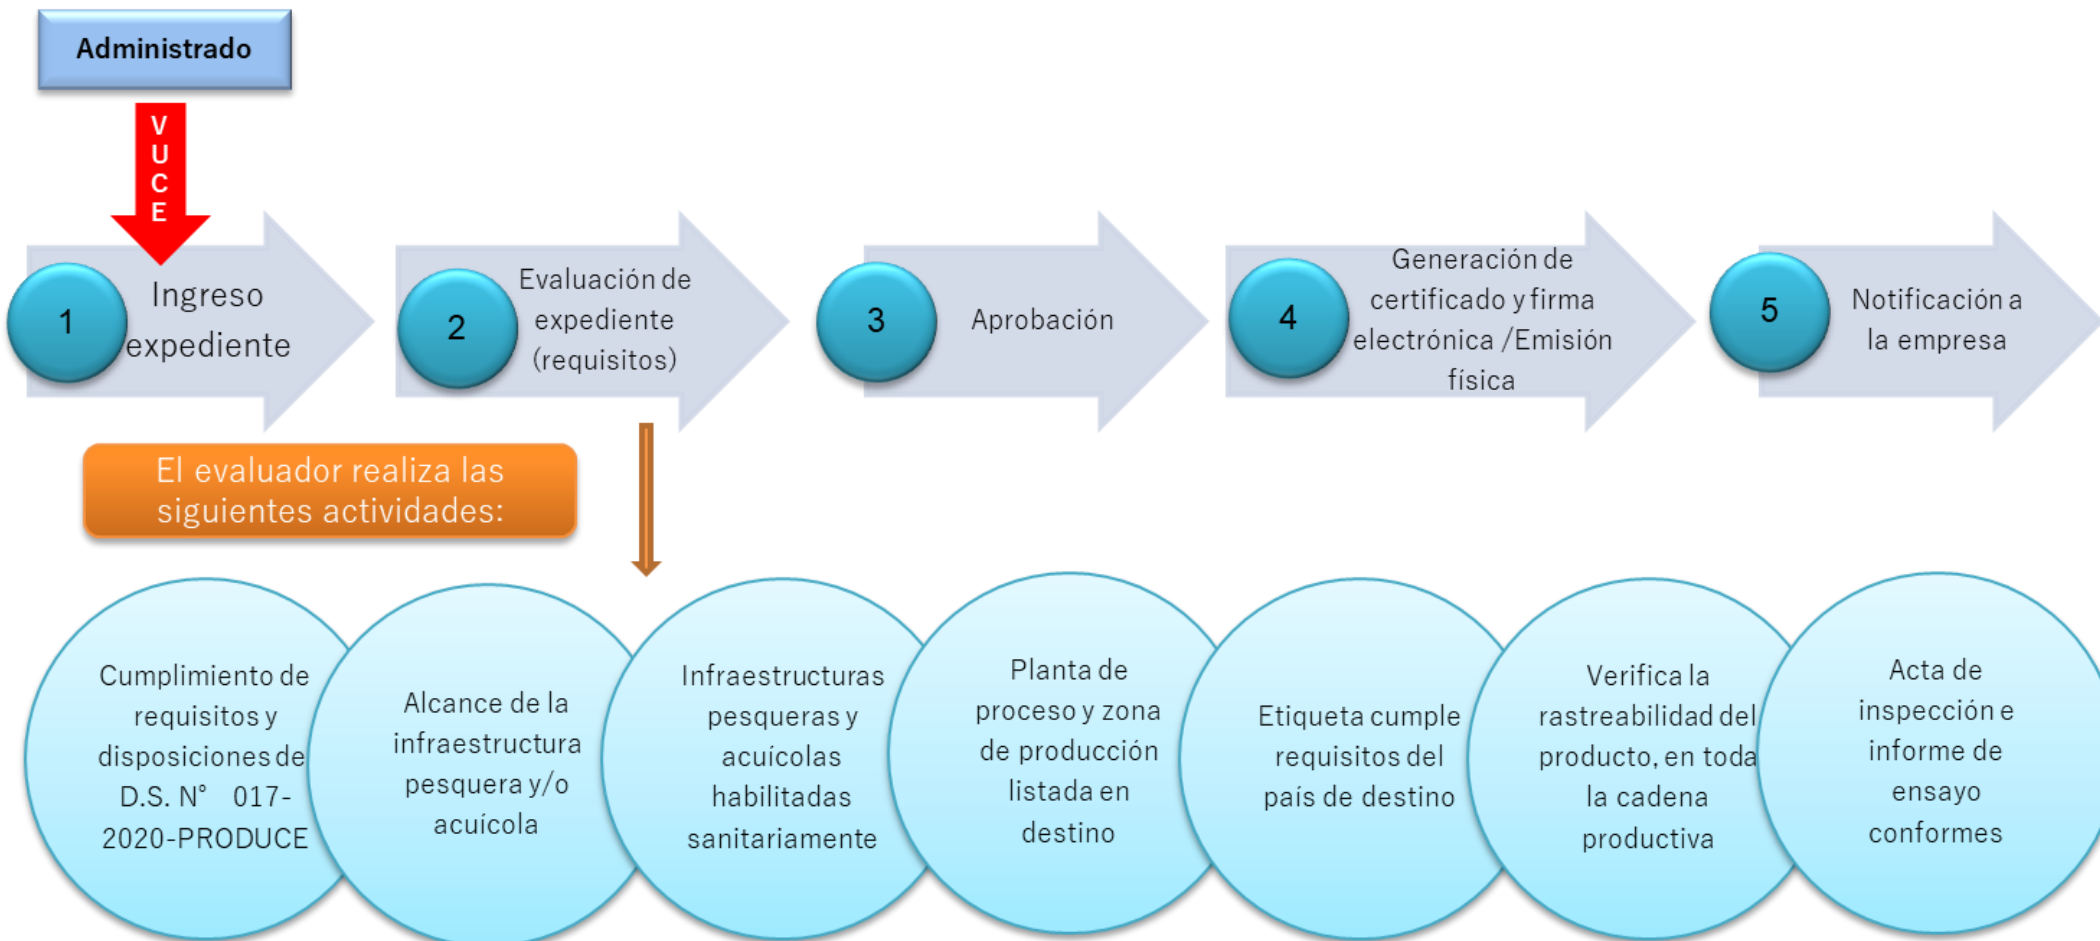 Administrado
V
U
C
E
1
Ingreso
expediente
2
Evaluación de
expediente
(requisitos)
3
Aprobación
4
Generación de
certificado y firma
electrónica /Emisión
física
5
Notificación a
la empresa
El evaluador realiza las
siguientes actividades:
Cumplimiento de
requisitos y
disposiciones de
D.S. N° 017-
2020-PRODUCE
Alcance de la
infraestructura
pesquera y/o
acuícola
Infraestructuras
pesqueras y
acuícolas
habilitadas
sanitariamente
Planta de
proceso y zona
de producción
listada en
destino
Etiqueta cumple
requisitos del
país de destino
Verifica la
rastreabilidad del
producto, en toda
la cadena
productiva
Acta de
inspección e
informe de
ensayo
conformes